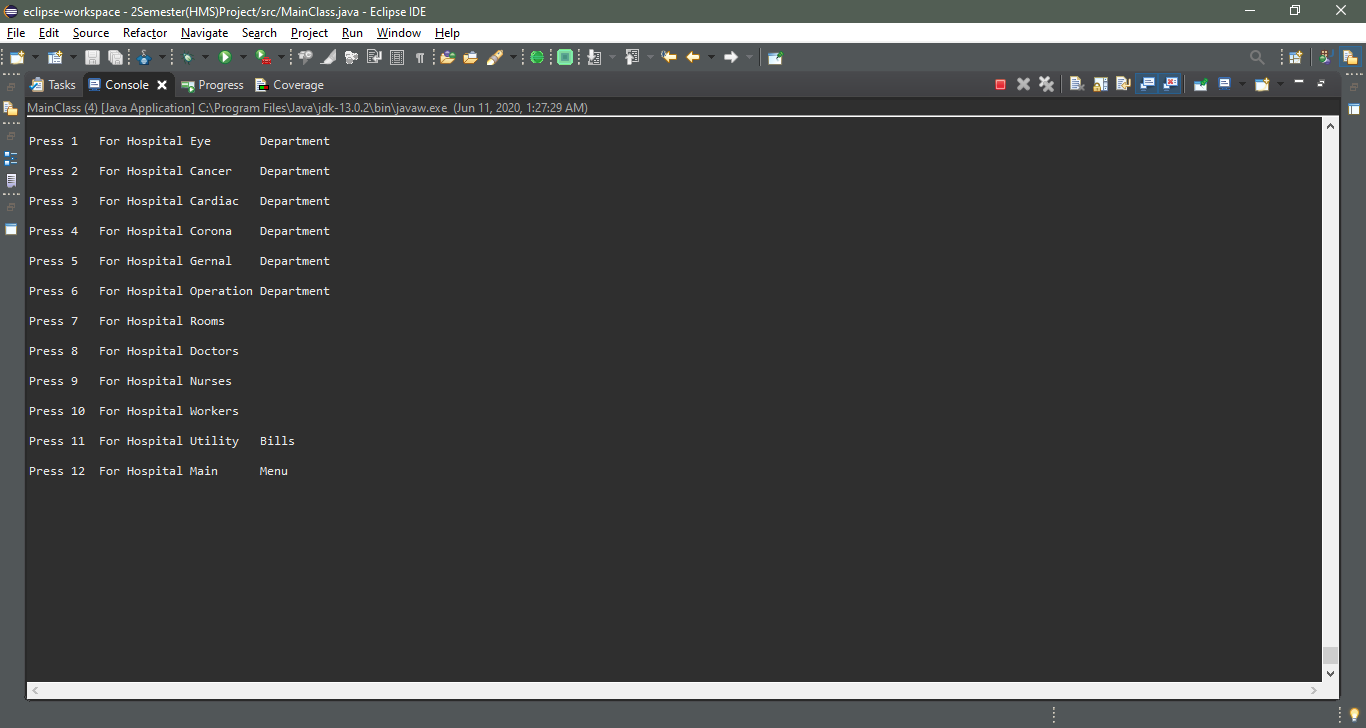 eclipse-workspace - 2Semester(HMS)Project/src/MainClass.java - Eclipse IDE
File Edit Source Refactor Navigate Search Project Run Window Help
Tasks Console Progress Coverage
MainClass (4) [Java Application] C:\Program Files\Java\jdk-13.0.2\bin\javaw.exe (Jun 11, 2020, 1:27:29 AM)
Press 1 For Hospital Eye Department
Press 2 For Hospital Cancer Department
Press 3 For Hospital Cardiac Department
Press 4 For Hospital Corona Department
Press 5 For Hospital Gernal Department
Press 6 For Hospital Operation Department
Press 7 For Hospital Rooms
Press 8 For Hospital Doctors
Press 9 For Hospital Nurses
Press 10 For Hospital Workers
Press 11 For Hospital Utility Bills
Press 12 For Hospital Main Menu